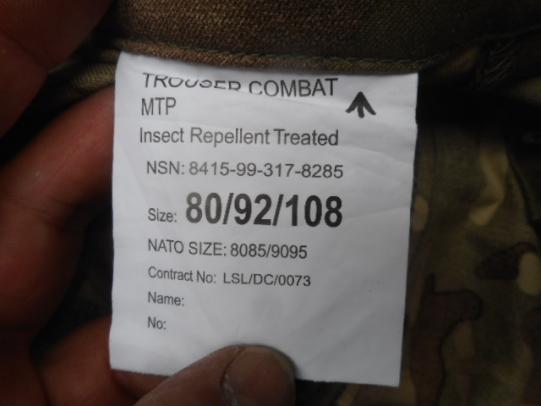 TROUSER COMBAT
MTP
Insect Repellent Treated
NSN: 8415-99-317-8285
Size: 80/92/108
NATO SIZE: 8085/9095
Contract No: LSL/DC/0073
Name:
No: